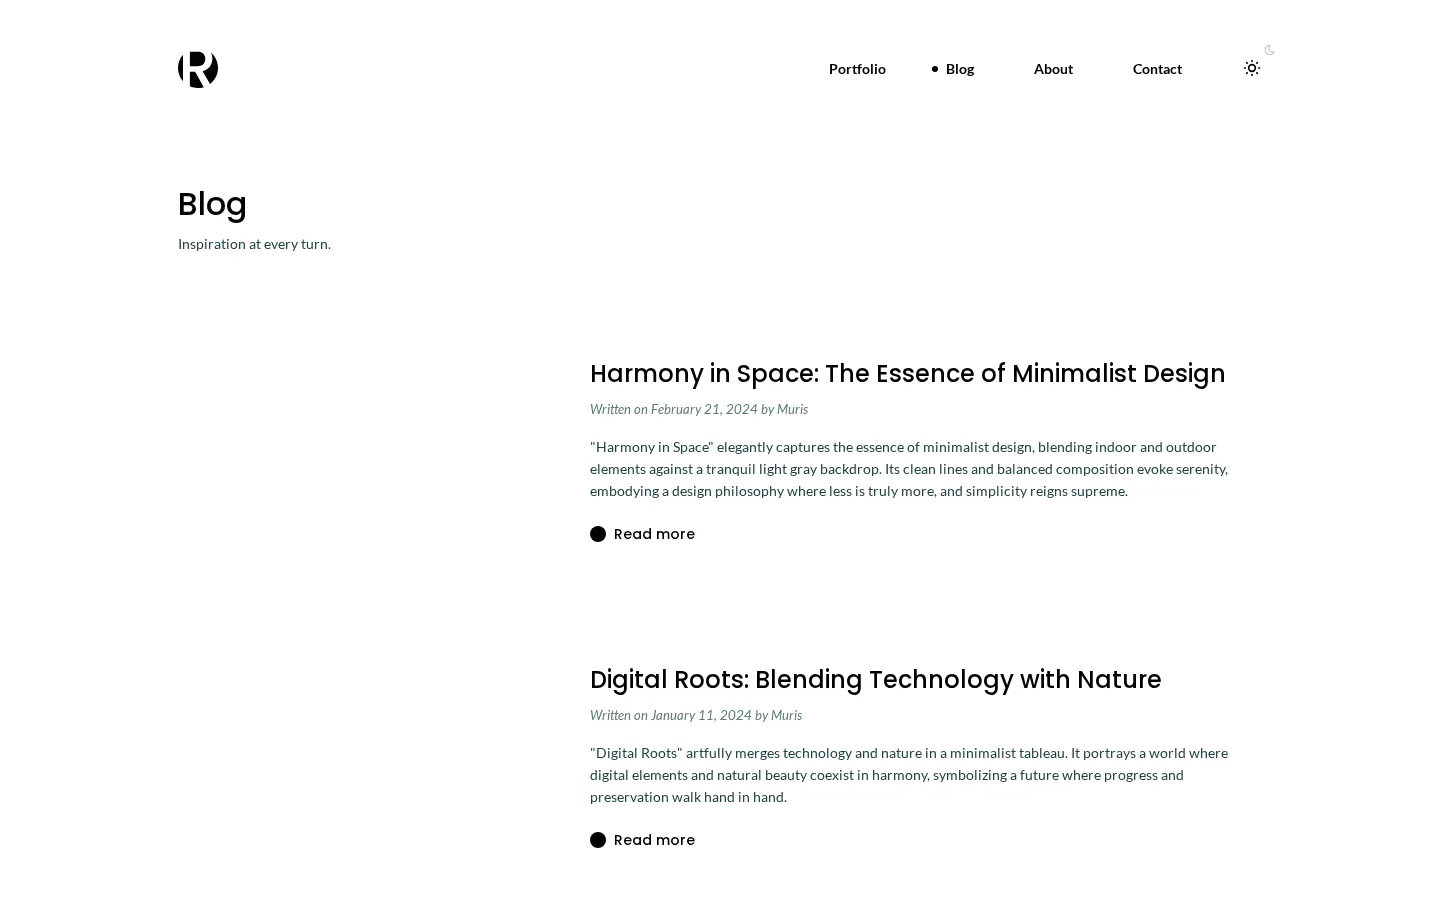 R
Portfolio
Blog
About
Contact
Blog
Inspiration at every turn.
Harmony in Space: The Essence of Minimalist Design
Written on February 21, 2024 by Muris
"Harmony in Space" elegantly captures the essence of minimalist design, blending indoor and outdoor
elements against a tranquil light gray backdrop. Its clean lines and balanced composition evoke serenity,
embodying a design philosophy where less is truly more, and simplicity reigns supreme.
Read more
Digital Roots: Blending Technology with Nature
Written on January 11, 2024 by Muris
"Digital Roots" artfully merges technology and nature in a minimalist tableau. It portrays a world where
digital elements and natural beauty coexist in harmony, symbolizing a future where progress and
preservation walk hand in hand.
Read more